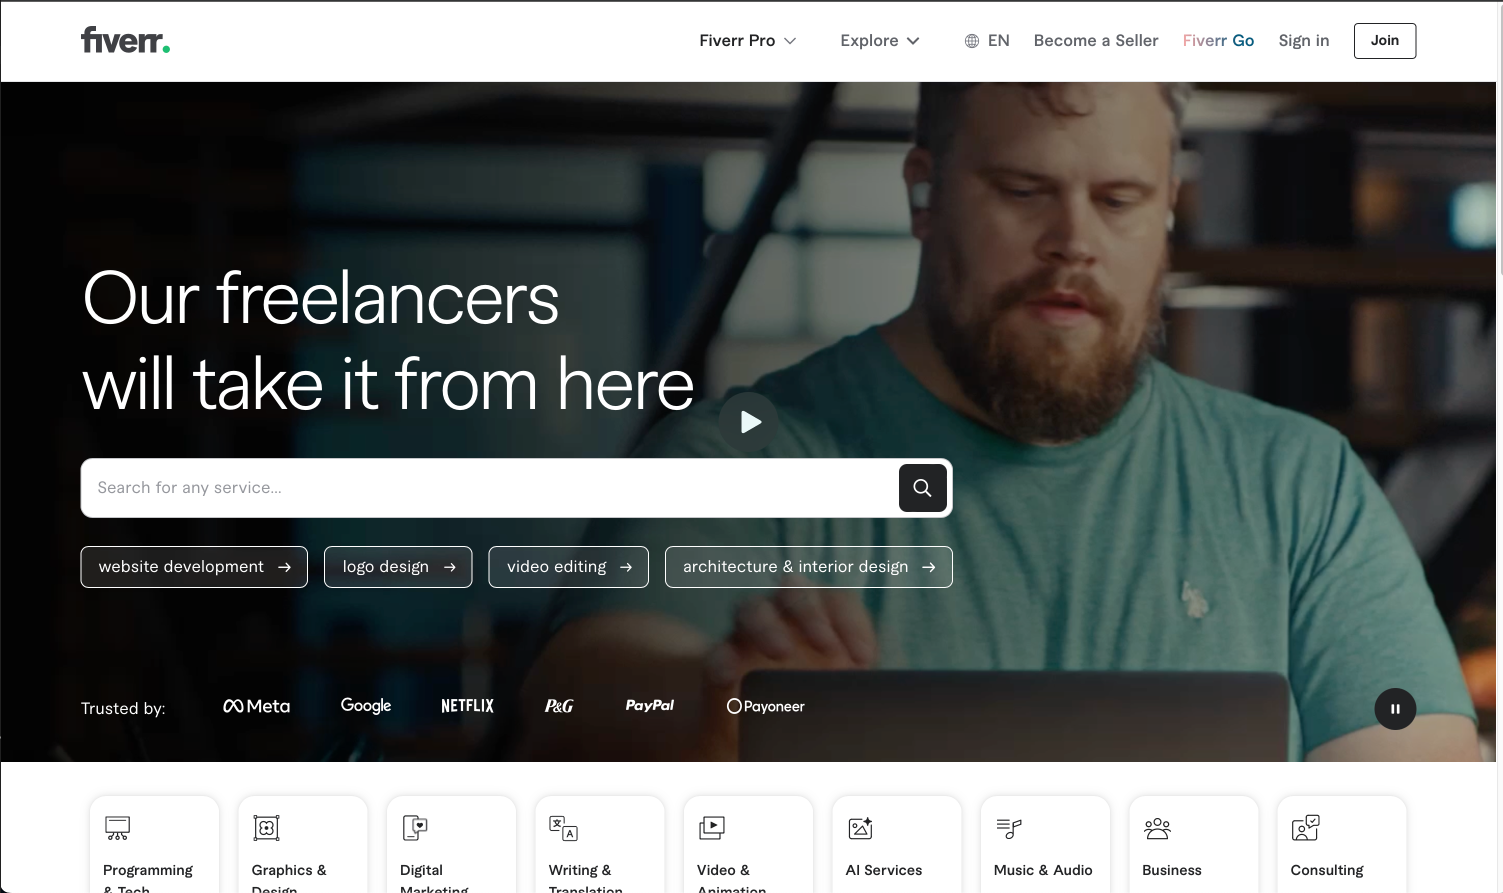 fiverr.
Fiverr Pro
Explore
EN
Become a Seller
Fiverr Go
Sign in
Join
Our freelancers
will take it from here
Search for any service...
website development →
logo design →
video editing →
architecture & interior design →
Trusted by:
Meta
Google
NETFLIX
P&G
PayPal
Payoneer
Programming
& Tech
Graphics &
Design
Digital
Marketing
Writing &
Translation
Video &
Animation
AI Services
Music & Audio
Business
Consulting